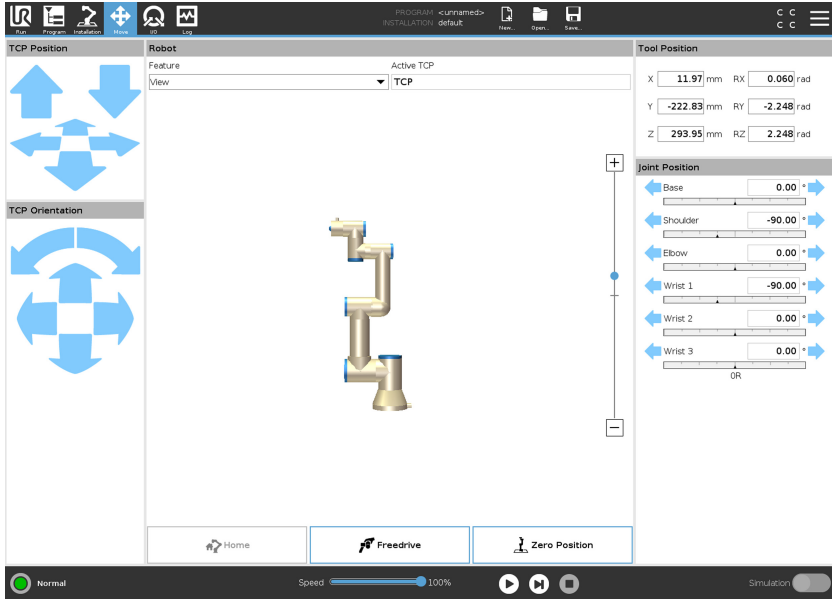 UR
PROGRAM <unnamed>
INSTALLATION default
C C
C C
Run Program Installation Move I/O Log New... Open... Save...
TCP Position
Robot
Tool Position
Feature
Active TCP
View
TCP
X 11.97 mm RX 0.060 rad
Y -222.83 mm RY -2.248 rad
Z 293.95 mm RZ 2.248 rad
+
−
Joint Position
Base 0.00 °
Shoulder -90.00 °
Elbow 0.00 °
Wrist 1 -90.00 °
Wrist 2 0.00 °
Wrist 3 0.00 °
0R
TCP Orientation
Home
Freedrive
Zero Position
Normal
Speed 100%
Simulation